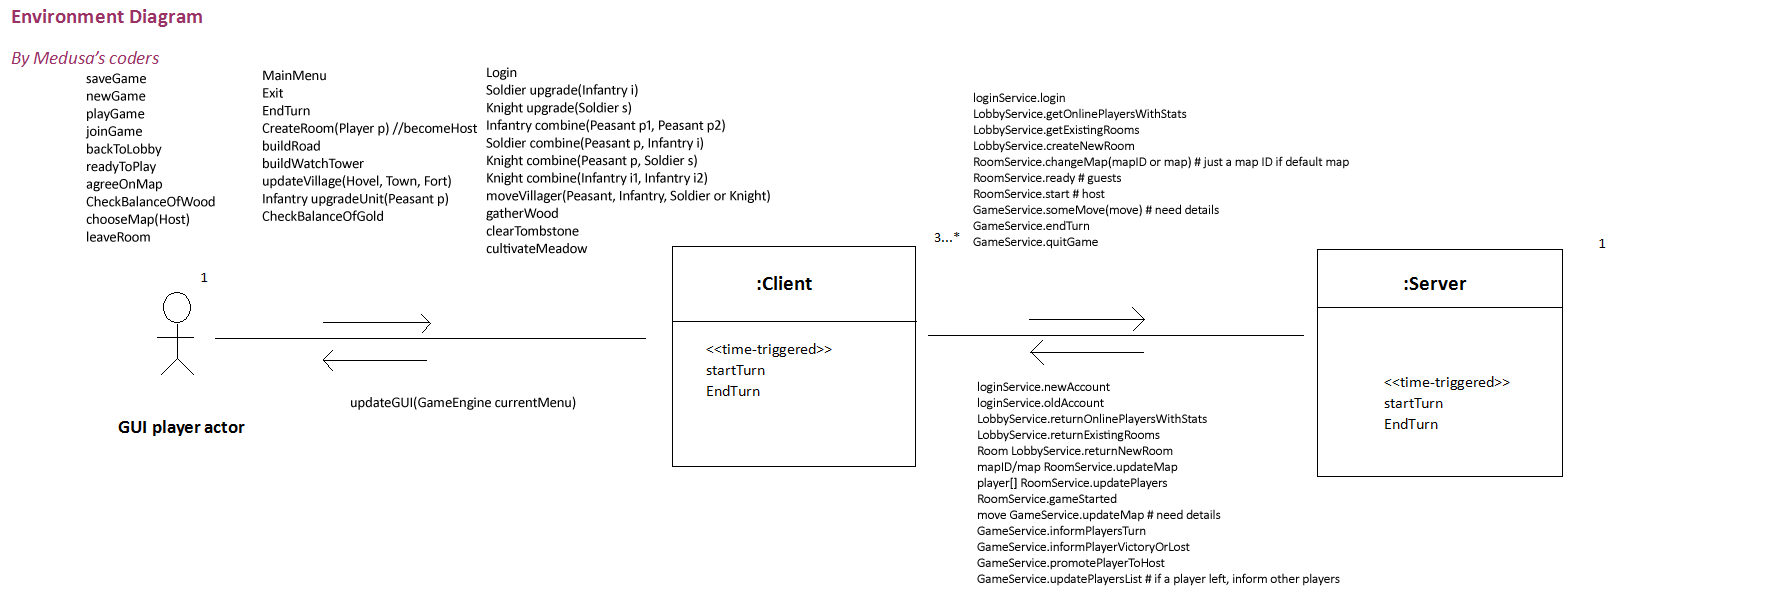 Environment Diagram
By Medusa's coders
saveGame
newGame
playGame
joinGame
backToLobby
readyToPlay
agreeOnMap
CheckBalanceOfWood
chooseMap(Host)
leaveRoom
MainMenu
Exit
EndTurn
CreateRoom(Player p) //becomeHost
buildRoad
buildWatchTower
updateVillage(Hovel, Town, Fort)
Infantry upgradeUnit(Peasant p)
CheckBalanceOfGold
Login
Soldier upgrade(Infantry i)
Knight upgrade(Soldier s)
Infantry combine(Peasant p1, Peasant p2)
Soldier combine(Peasant p, Infantry i)
Knight combine(Peasant p, Soldier s)
Knight combine(Infantry i1, Infantry i2)
moveVillager(Peasant, Infantry, Soldier or Knight)
gatherWood
clearTombstone
cultivateMeadow
loginService.login
LobbyService.getOnlinePlayersWithStats
LobbyService.getExistingRooms
LobbyService.createNewRoom
RoomService.changeMap(mapID or map) # just a map ID if default map
RoomService.ready # guests
RoomService.start # host
GameService.someMove(move) # need details
GameService.endTurn
GameService.quitGame
3...*
1
1
:Client
<<time-triggered>>
startTurn
EndTurn
:Server
<<time-triggered>>
startTurn
EndTurn
updateGUI(GameEngine currentMenu)
GUI player actor
loginService.newAccount
loginService.oldAccount
LobbyService.returnOnlinePlayersWithStats
LobbyService.returnExistingRooms
Room LobbyService.returnNewRoom
mapID/map RoomService.updateMap
player[] RoomService.updatePlayers
RoomService.gameStarted
move GameService.updateMap # need details
GameService.informPlayersTurn
GameService.informPlayerVictoryOrLost
GameService.promotePlayerToHost
GameService.updatePlayersList # if a player left, inform other players